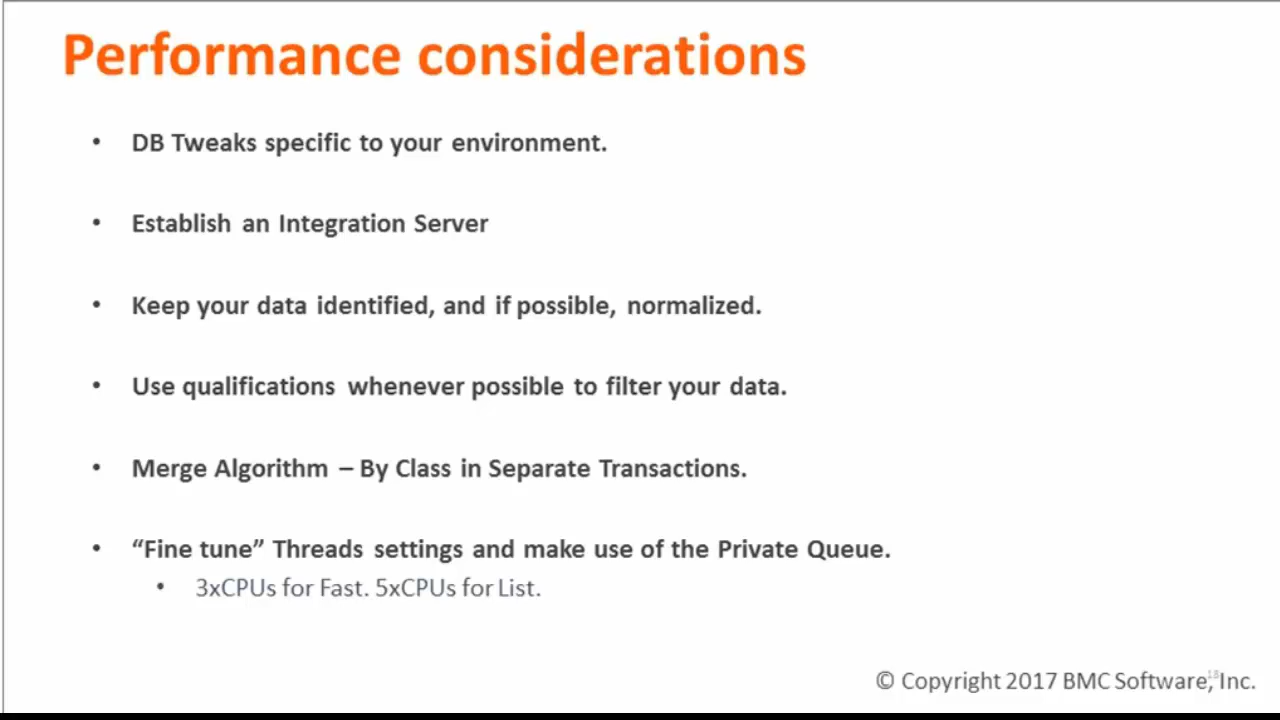 Performance considerations
• DB Tweaks specific to your environment.
• Establish an Integration Server
• Keep your data identified, and if possible, normalized.
• Use qualifications whenever possible to filter your data.
• Merge Algorithm – By Class in Separate Transactions.
• “Fine tune” Threads settings and make use of the Private Queue.
• 3xCPUs for Fast. 5xCPUs for List.
18
© Copyright 2017 BMC Software, Inc.